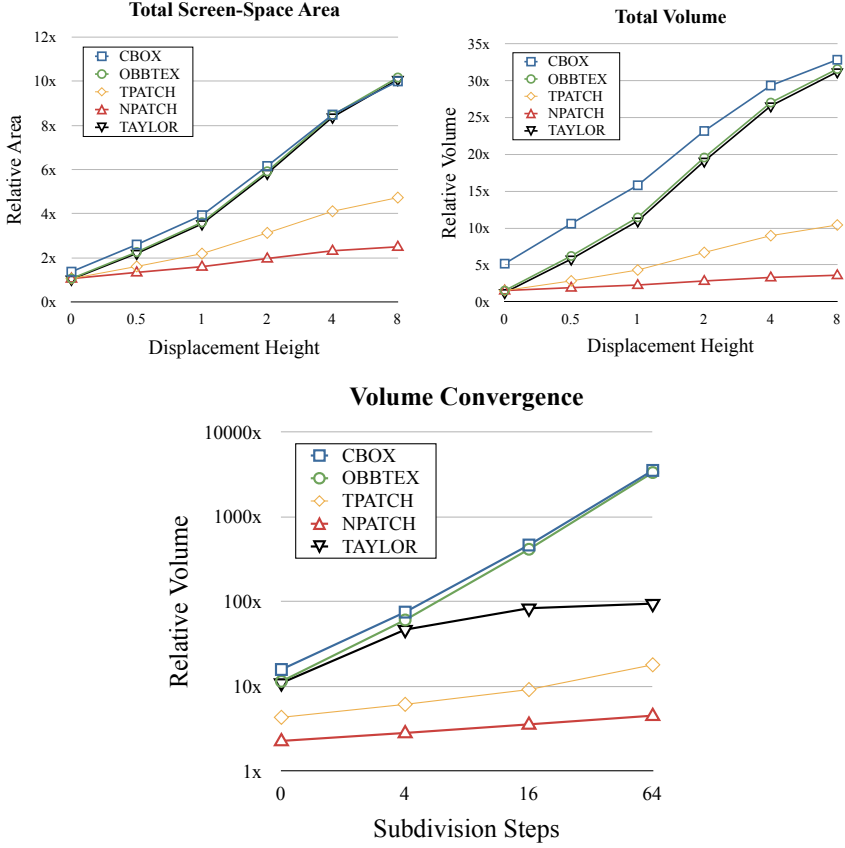 Total Screen-Space Area
12x
10x
8x
6x
4x
2x
0x
Relative Area
CBOX
OBBTEX
TPATCH
NPATCH
TAYLOR
0 0.5 1 2 4 8
Displacement Height
Total Volume
35x
30x
25x
20x
15x
10x
5x
0x
Relative Volume
CBOX
OBBTEX
TPATCH
NPATCH
TAYLOR
0 0.5 1 2 4 8
Displacement Height
Volume Convergence
10000x
1000x
100x
10x
1x
Relative Volume
CBOX
OBBTEX
TPATCH
NPATCH
TAYLOR
0 4 16 64
Subdivision Steps